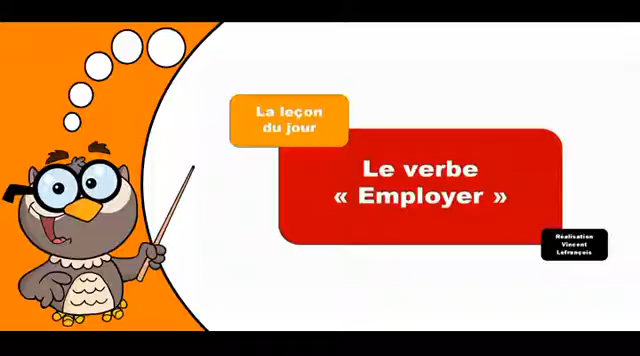 La leçon
du jour
Le verbe
« Employer »
Réalisation
Vincent
Lefrançois